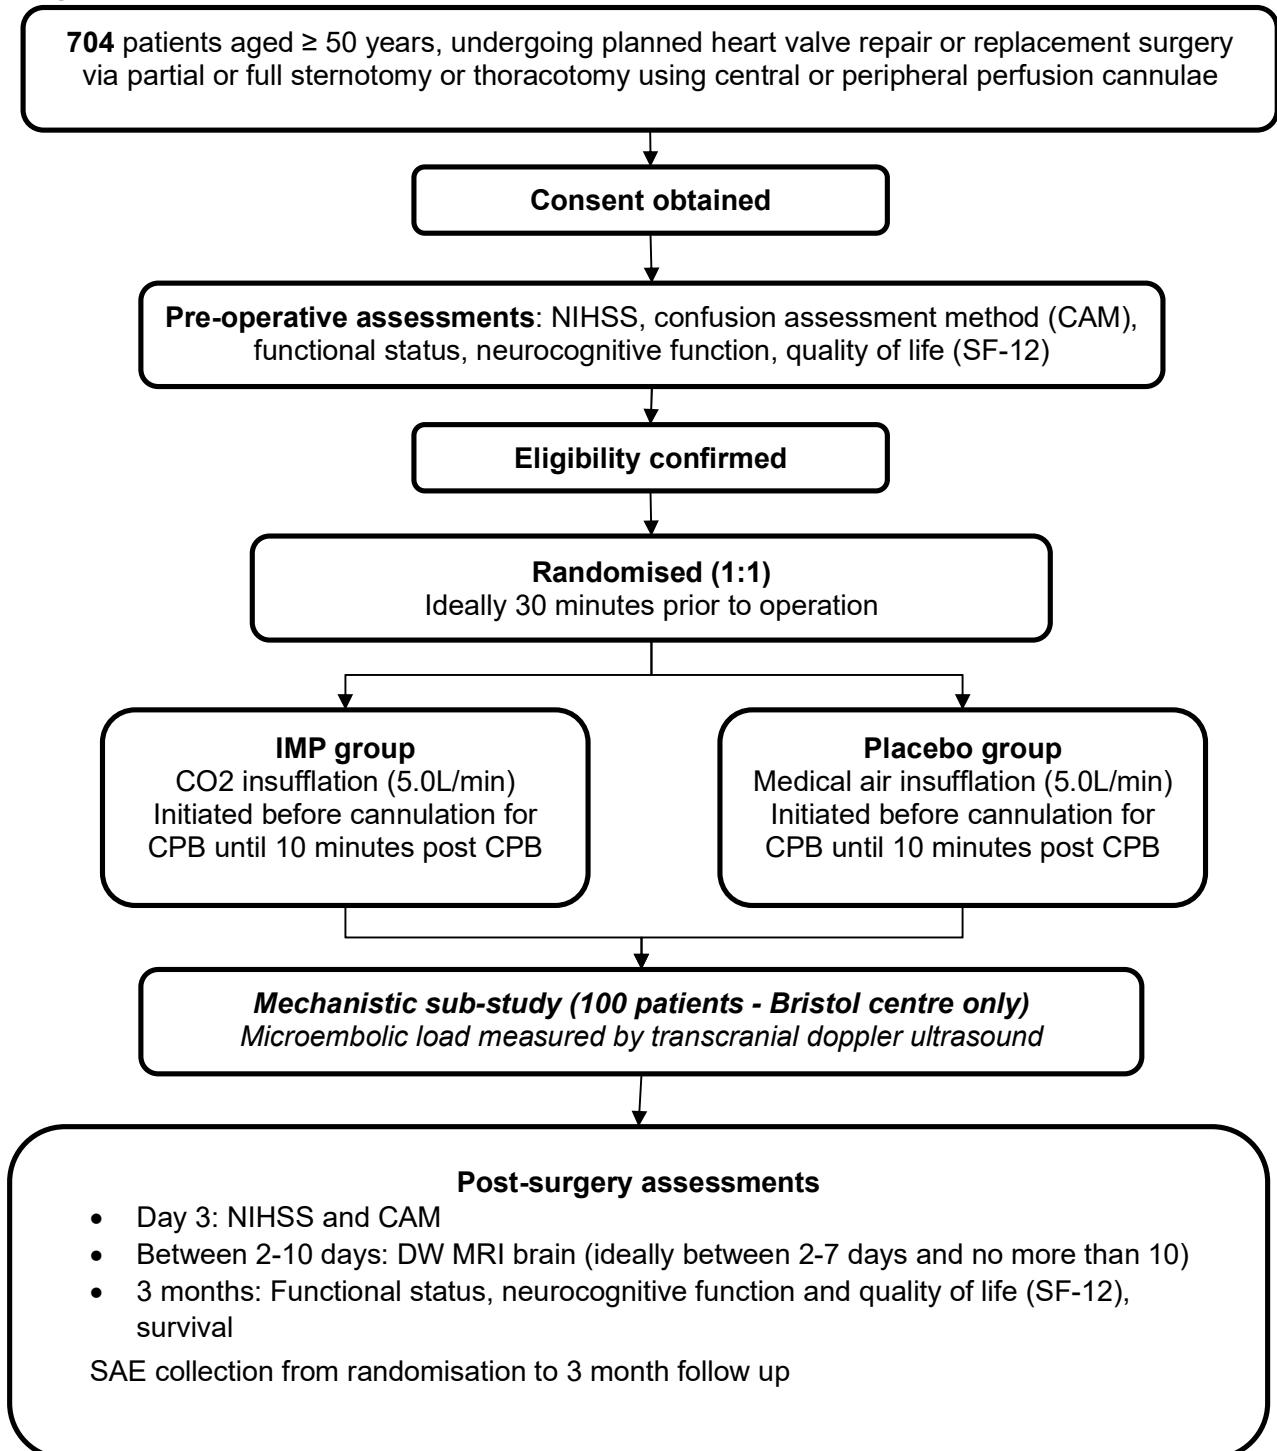 704 patients aged ≥ 50 years, undergoing planned heart valve repair or replacement surgery
via partial or full sternotomy or thoracotomy using central or peripheral perfusion cannulae
Consent obtained
Pre-operative assessments: NIHSS, confusion assessment method (CAM),
functional status, neurocognitive function, quality of life (SF-12)
Eligibility confirmed
Randomised (1:1)
Ideally 30 minutes prior to operation
IMP group
CO2 insufflation (5.0L/min)
Initiated before cannulation for
CPB until 10 minutes post CPB
Placebo group
Medical air insufflation (5.0L/min)
Initiated before cannulation for
CPB until 10 minutes post CPB
Mechanistic sub-study (100 patients - Bristol centre only)
Microembolic load measured by transcranial doppler ultrasound
Post-surgery assessments
• Day 3: NIHSS and CAM
• Between 2-10 days: DW MRI brain (ideally between 2-7 days and no more than 10)
• 3 months: Functional status, neurocognitive function and quality of life (SF-12),
survival
SAE collection from randomisation to 3 month follow up